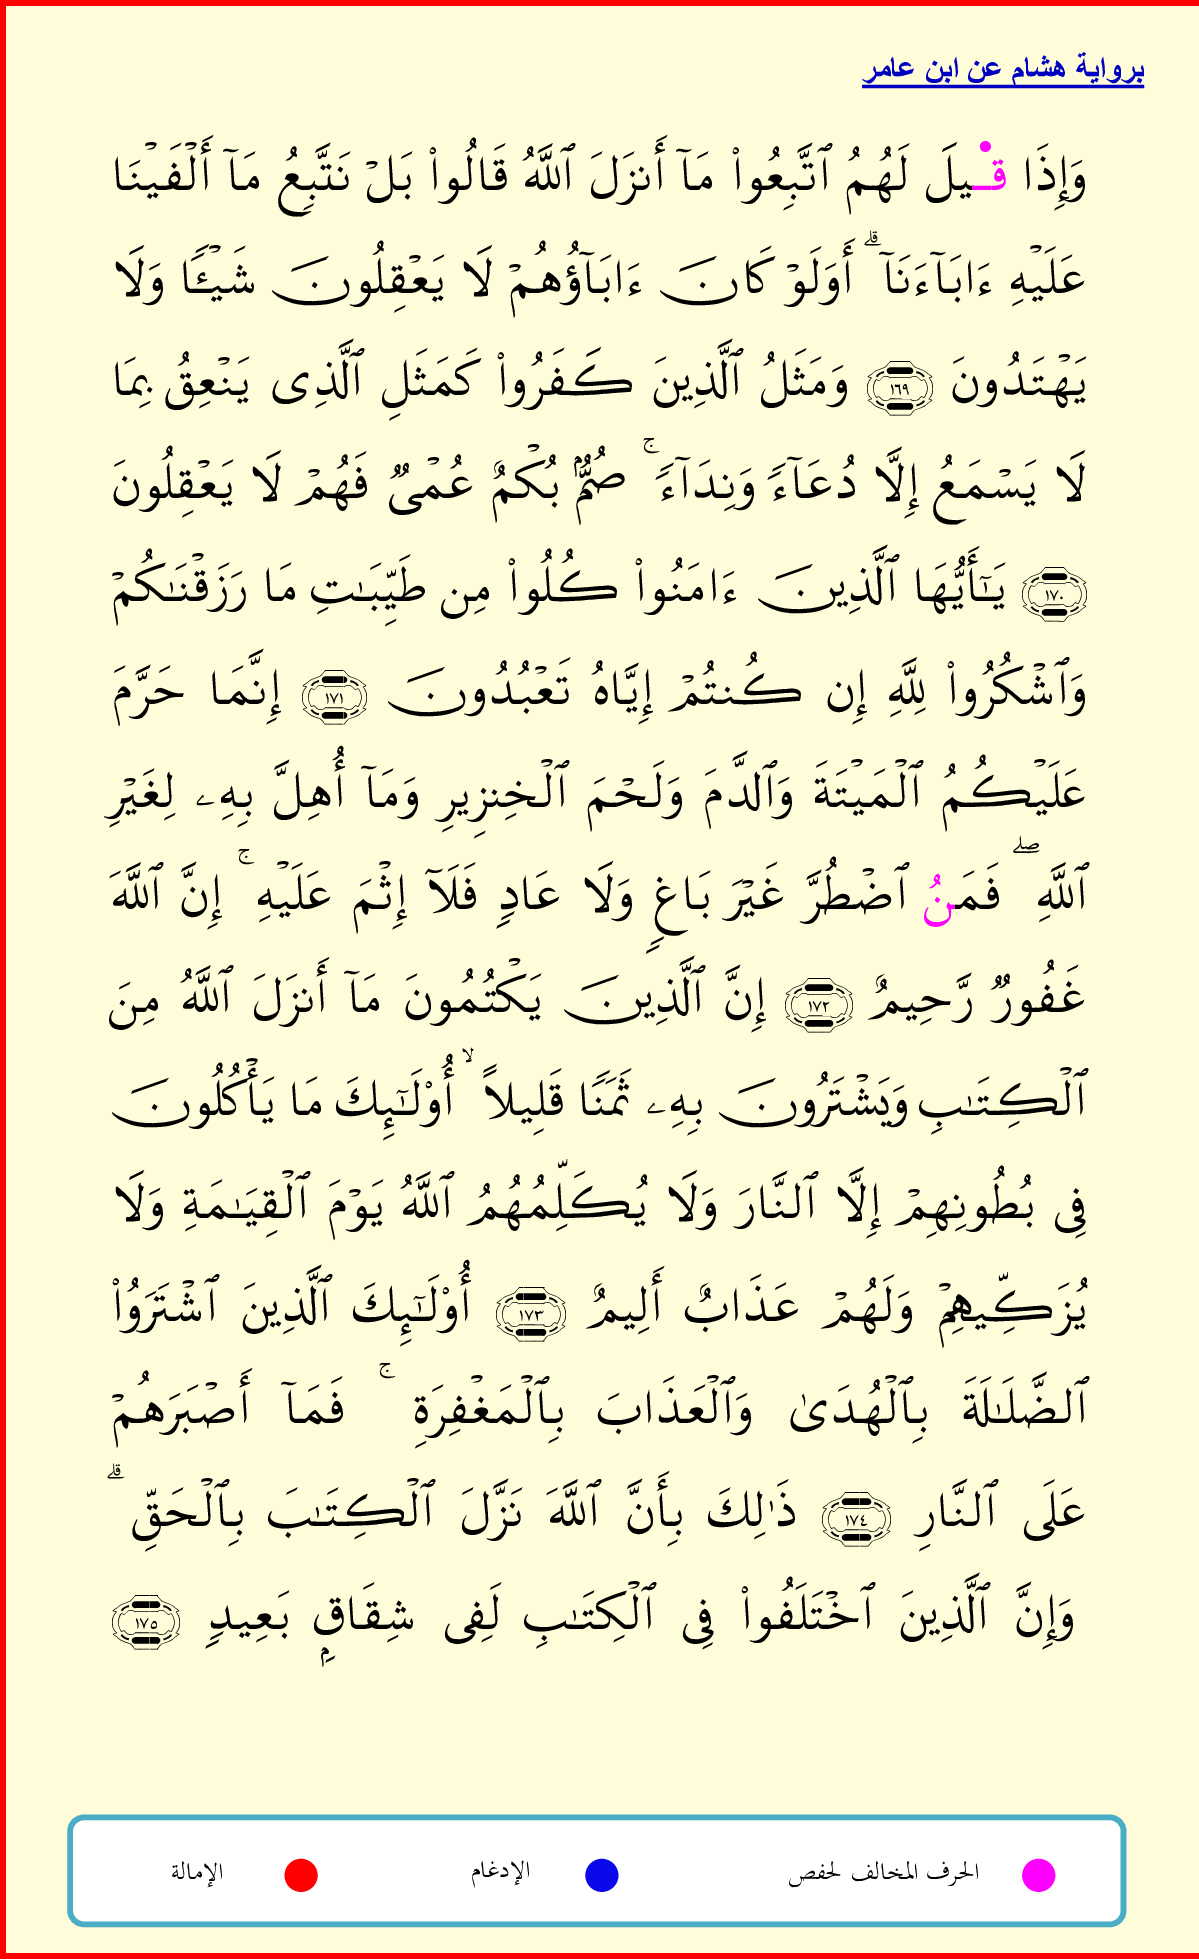 برواية هشام عن ابن عامر
وَإِذَا قِيلَ لَهُمُ ٱتَّبِعُوا۟ مَآ أَنزَلَ ٱللَّهُ قَالُوا۟ بَلْ نَتَّبِعُ مَآ أَلْفَيْنَا
عَلَيْهِ ءَابَآءَنَآ ۗ أَوَلَوْ كَانَ ءَابَآؤُهُمْ لَا يَعْقِلُونَ شَيْـًٔا وَلَا
يَهْتَدُونَ ١٦٩ وَمَثَلُ ٱلَّذِينَ كَفَرُوا۟ كَمَثَلِ ٱلَّذِى يَنْعِقُ بِمَا
لَا يَسْمَعُ إِلَّا دُعَآءً وَنِدَآءً ۚ صُمٌّۢ بُكْمٌ عُمْىٌ فَهُمْ لَا يَعْقِلُونَ
١٧٠ يَـٰٓأَيُّهَا ٱلَّذِينَ ءَامَنُوا۟ كُلُوا۟ مِن طَيِّبَـٰتِ مَا رَزَقْنَـٰكُمْ
وَٱشْكُرُوا۟ لِلَّهِ إِن كُنتُمْ إِيَّاهُ تَعْبُدُونَ ١٧١ إِنَّمَا حَرَّمَ
عَلَيْكُمُ ٱلْمَيْتَةَ وَٱلدَّمَ وَلَحْمَ ٱلْخِنزِيرِ وَمَآ أُهِلَّ بِهِۦ لِغَيْرِ
ٱللَّهِ ۖ فَمَنُ ٱضْطُرَّ غَيْرَ بَاغٍ وَلَا عَادٍ فَلَآ إِثْمَ عَلَيْهِ ۚ إِنَّ ٱللَّهَ
غَفُورٌ رَّحِيمٌ ١٧٢ إِنَّ ٱلَّذِينَ يَكْتُمُونَ مَآ أَنزَلَ ٱللَّهُ مِنَ
ٱلْكِتَـٰبِ وَيَشْتَرُونَ بِهِۦ ثَمَنًا قَلِيلًا ۙ أُو۟لَـٰٓئِكَ مَا يَأْكُلُونَ
فِى بُطُونِهِمْ إِلَّا ٱلنَّارَ وَلَا يُكَلِّمُهُمُ ٱللَّهُ يَوْمَ ٱلْقِيَـٰمَةِ وَلَا
يُزَكِّيهِمْ وَلَهُمْ عَذَابٌ أَلِيمٌ ١٧٣ أُو۟لَـٰٓئِكَ ٱلَّذِينَ ٱشْتَرَوُا۟
ٱلضَّلَـٰلَةَ بِٱلْهُدَىٰ وَٱلْعَذَابَ بِٱلْمَغْفِرَةِ ۚ فَمَآ أَصْبَرَهُمْ
عَلَى ٱلنَّارِ ١٧٤ ذَٰلِكَ بِأَنَّ ٱللَّهَ نَزَّلَ ٱلْكِتَـٰبَ بِٱلْحَقِّ ۗ
وَإِنَّ ٱلَّذِينَ ٱخْتَلَفُوا۟ فِى ٱلْكِتَـٰبِ لَفِى شِقَاقٍۭ بَعِيدٍ ١٧٥
الحرف المخالف لحفص الإدغام الإمالة